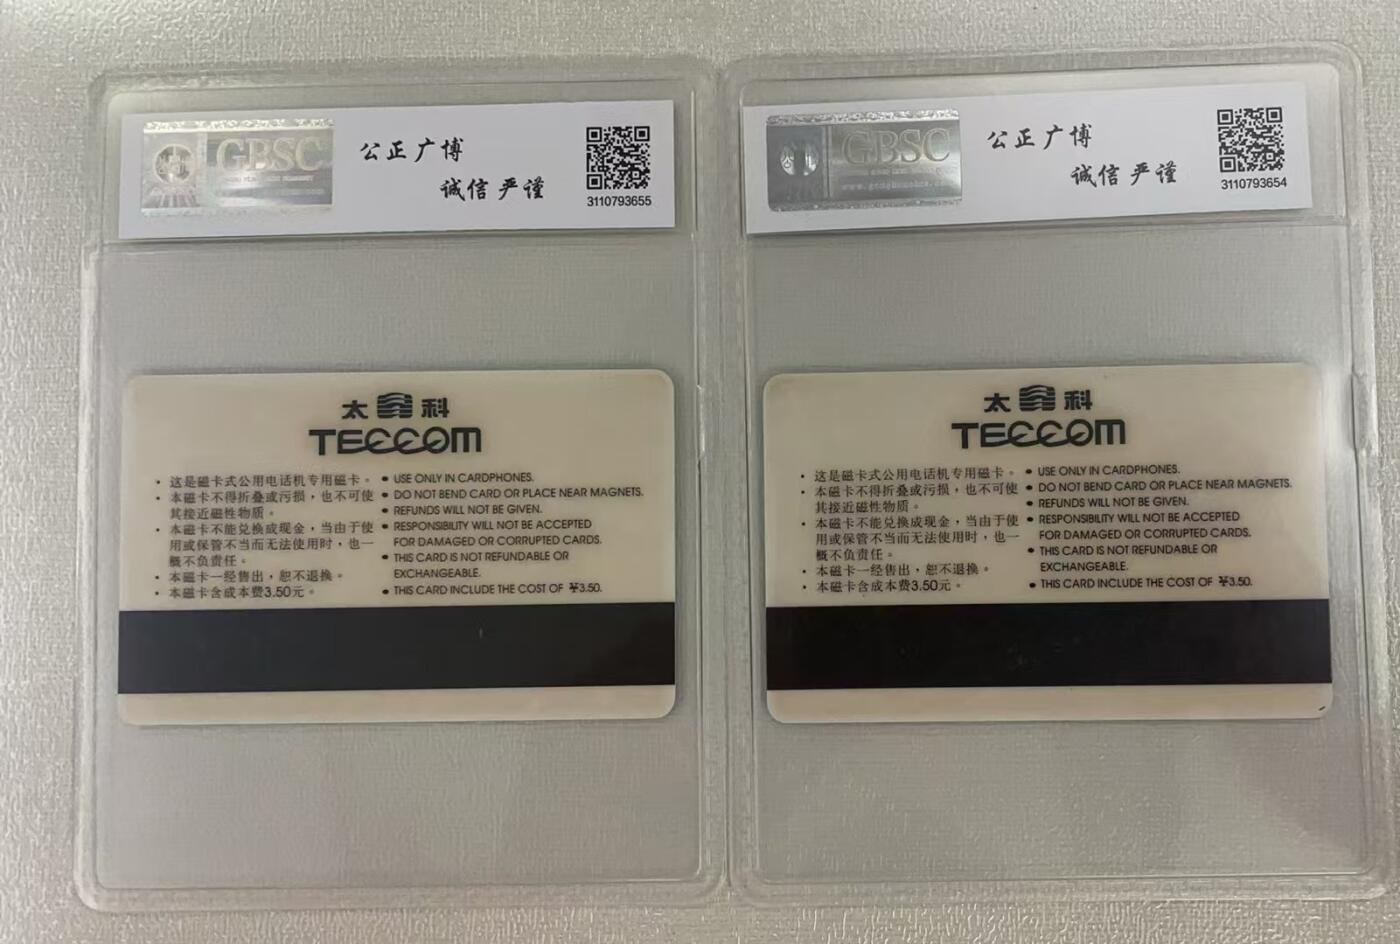 GBSC
公正广博
诚信严谨
3110793655
太 科
TECCOM
・这是磁卡式公用电话机专用磁卡。
・本磁卡不得折叠或污损，也不可使
其接近磁性物质。
・本磁卡不能兑换成现金，当由于使
用或保管不当而无法使用时，也一
概不负责任。
・本磁卡一经售出，恕不退换。
・本磁卡含成本费3.50元。
● USE ONLY IN CARDPHONES.
● DO NOT BEND CARD OR PLACE NEAR MAGNETS.
● REFUNDS WILL NOT BE GIVEN.
● RESPONSIBILITY WILL NOT BE ACCEPTED
FOR DAMAGED OR CORRUPTED CARDS.
● THIS CARD IS NOT REFUNDABLE OR
EXCHANGEABLE.
● THIS CARD INCLUDE THE COST OF ¥3.50.
GBSC
公正广博
诚信严谨
3110793654
太 科
TECCOM
・这是磁卡式公用电话机专用磁卡。
・本磁卡不得折叠或污损，也不可使
其接近磁性物质。
・本磁卡不能兑换成现金，当由于使
用或保管不当而无法使用时，也一
概不负责任。
・本磁卡一经售出，恕不退换。
・本磁卡含成本费3.50元。
● USE ONLY IN CARDPHONES.
● DO NOT BEND CARD OR PLACE NEAR MAGNETS.
● REFUNDS WILL NOT BE GIVEN.
● RESPONSIBILITY WILL NOT BE ACCEPTED
FOR DAMAGED OR CORRUPTED CARDS.
● THIS CARD IS NOT REFUNDABLE OR
EXCHANGEABLE.
● THIS CARD INCLUDE THE COST OF ¥3.50.